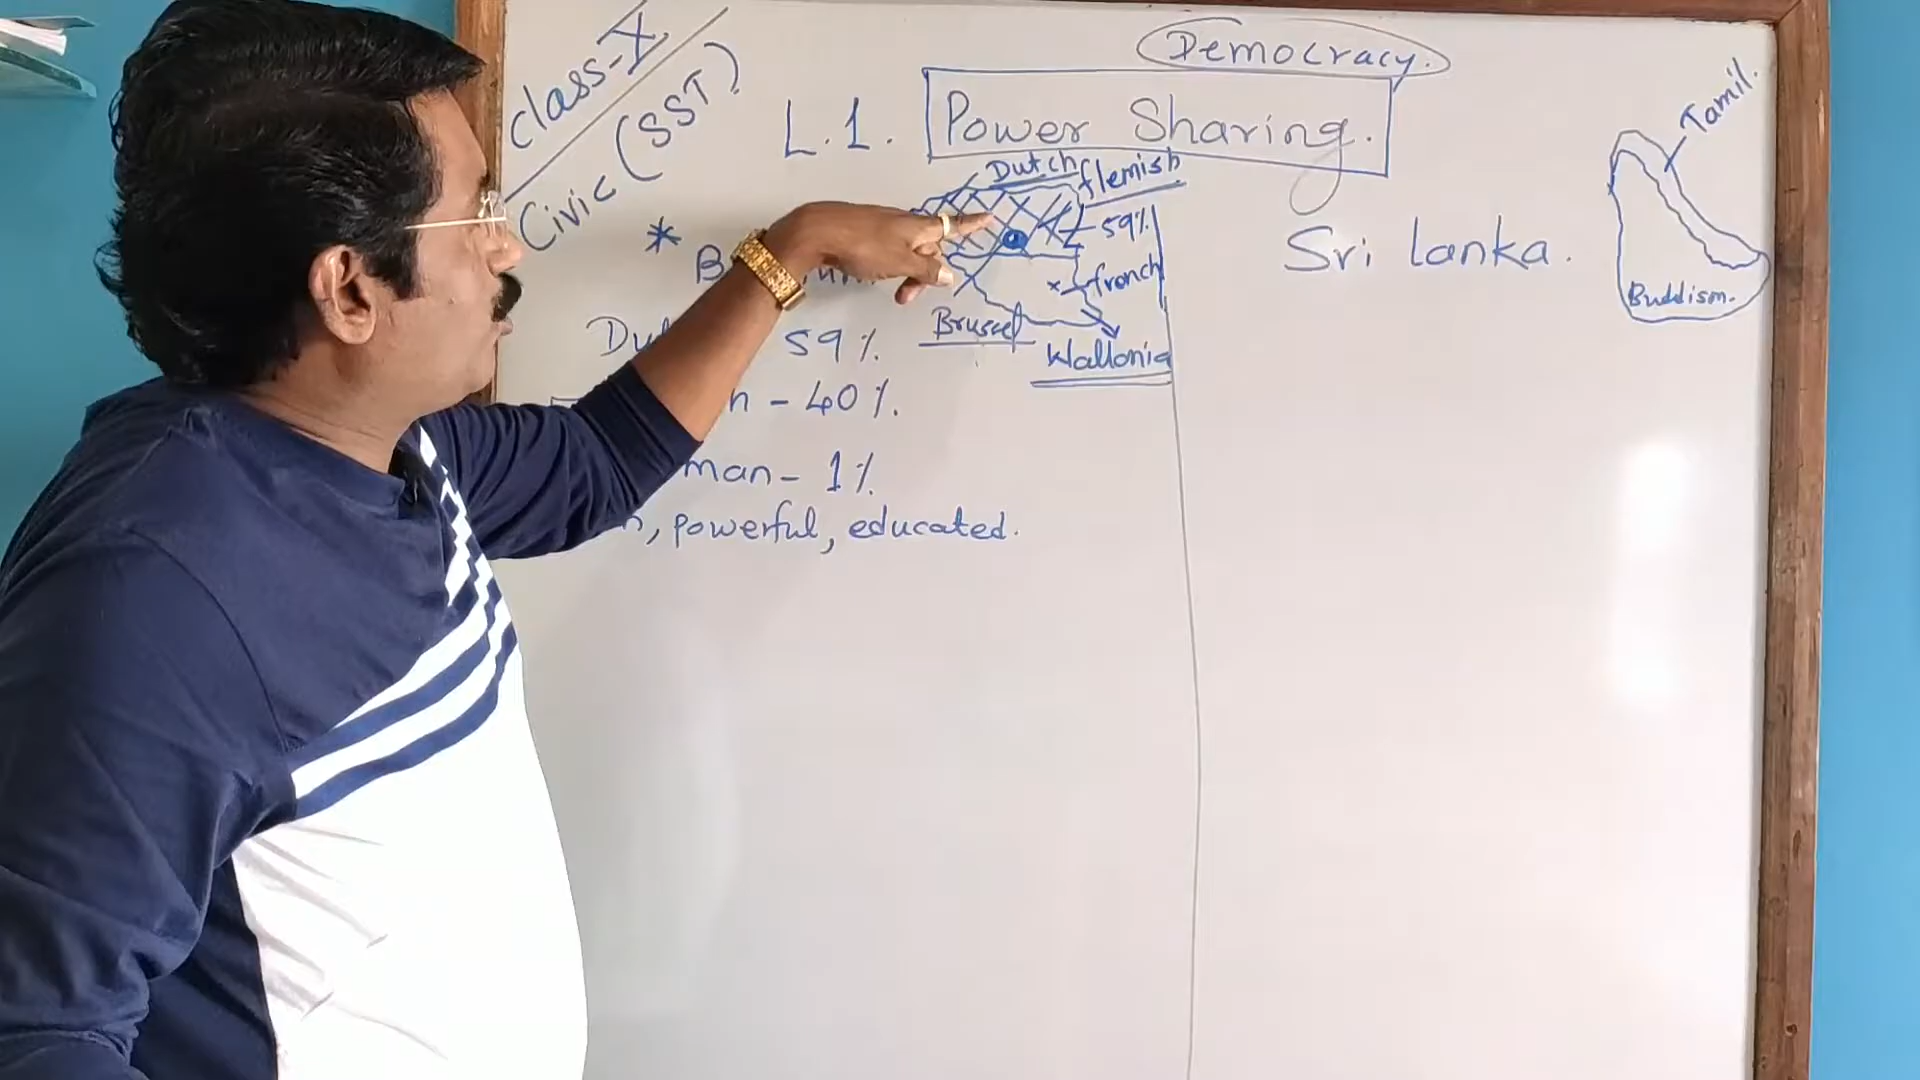 Class-X
Civic (SST)
Democracy.
L.1. Power Sharing.
*
Dutch
flemish
59%
french
Brussel
Wallonia
59%.
- 40%.
man - 1%
, powerful, educated.
Sri lanka.
Tamil.
Buddism.